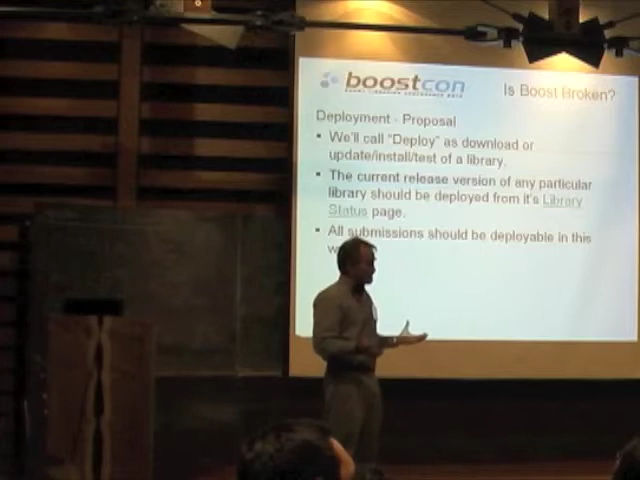 boostcon
Is Boost Broken?
Deployment - Proposal
We'll call "Deploy" as download or
update/install/test of a library.
The current release version of any particular
library should be deployed from it's Library
Status page.
All submissions should be deployable in this